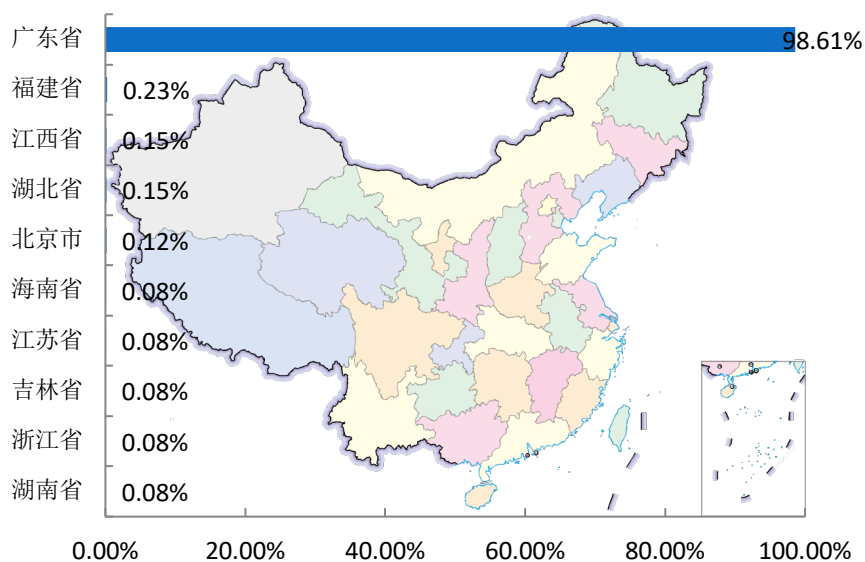 广东省 98.61%
福建省 0.23%
江西省 0.15%
湖北省 0.15%
北京市 0.12%
海南省 0.08%
江苏省 0.08%
吉林省 0.08%
浙江省 0.08%
湖南省 0.08%
0.00% 20.00% 40.00% 60.00% 80.00% 100.00%